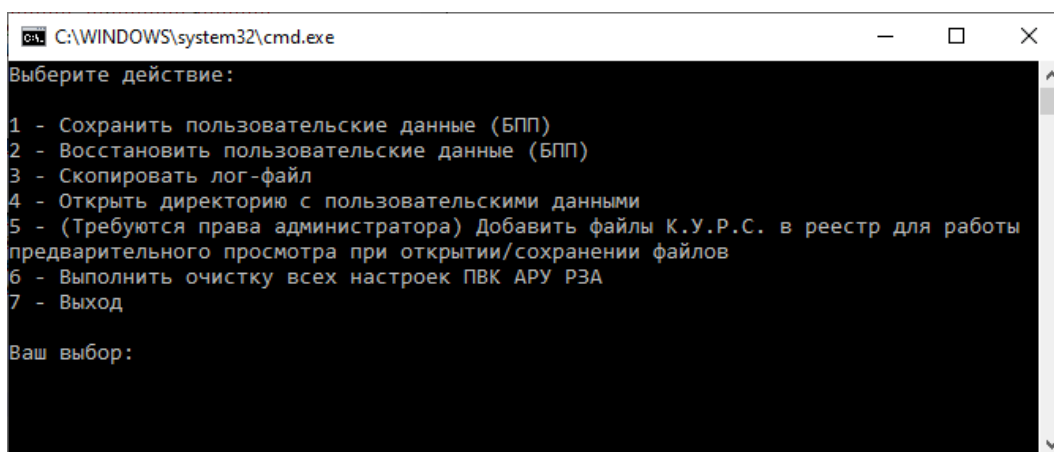 C:\WINDOWS\system32\cmd.exe
Выберите действие:
1 - Сохранить пользовательские данные (БПП)
2 - Восстановить пользовательские данные (БПП)
3 - Скопировать лог-файл
4 - Открыть директорию с пользовательскими данными
5 - (Требуются права администратора) Добавить файлы К.У.Р.С. в реестр для работы
предварительного просмотра при открытии/сохранении файлов
6 - Выполнить очистку всех настроек ПВК АРУ РЗА
7 - Выход
Ваш выбор: